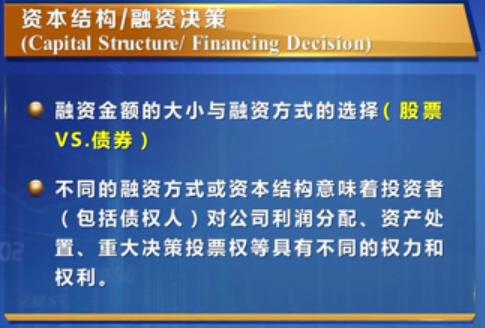 资本结构/融资决策
(Capital Structure/ Financing Decision)
融资金额的大小与融资方式的选择（股票
VS.债券）
不同的融资方式或资本结构意味着投资者
（包括债权人）对公司利润分配、资产处
置、重大决策投票权等具有不同的权力和
权利。